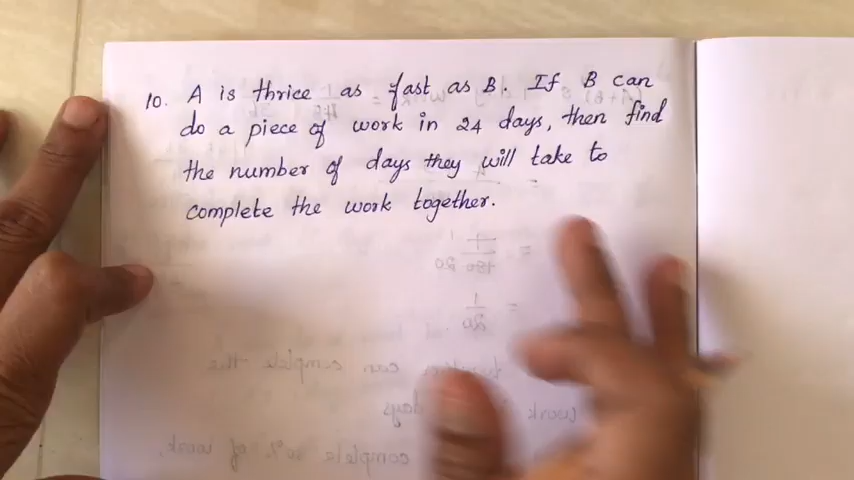 10. A is thrice as fast as B. If B can
do a piece of work in 24 days, then find
the number of days they will take to
complete the work together.